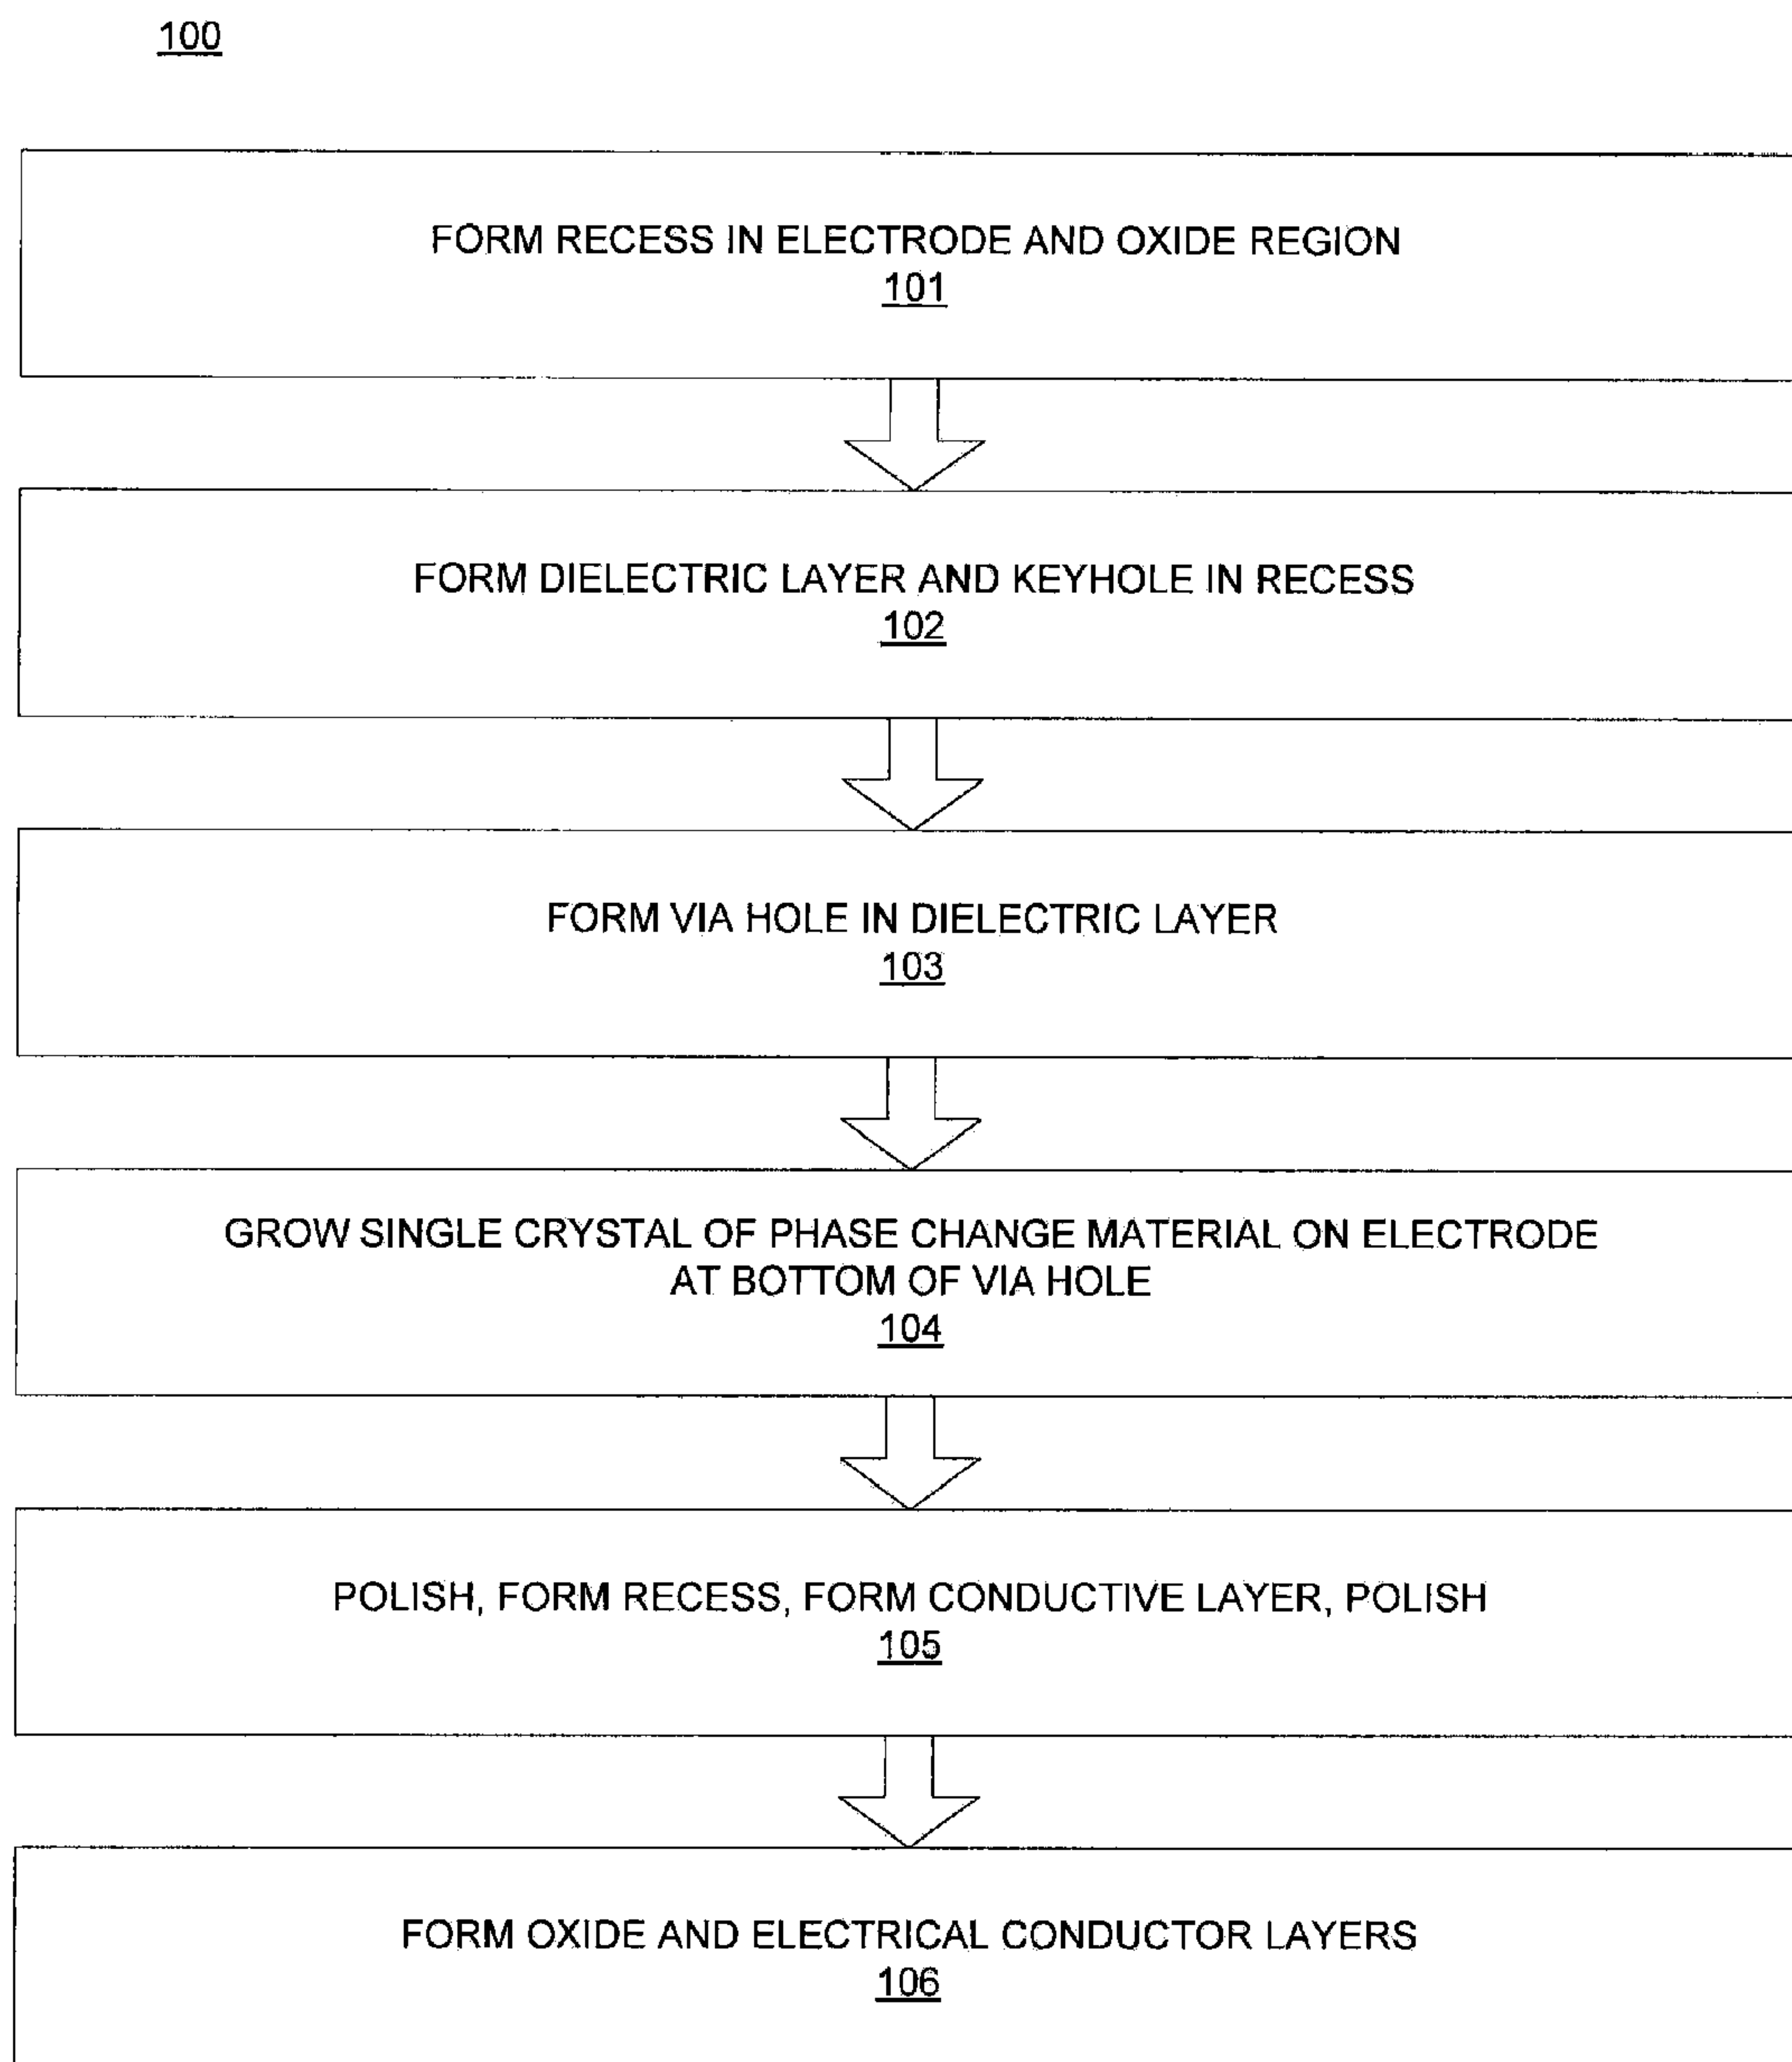 100
FORM RECESS IN ELECTRODE AND OXIDE REGION
101
FORM DIELECTRIC LAYER AND KEYHOLE IN RECESS
102
FORM VIA HOLE IN DIELECTRIC LAYER
103
GROW SINGLE CRYSTAL OF PHASE CHANGE MATERIAL ON ELECTRODE
AT BOTTOM OF VIA HOLE
104
POLISH, FORM RECESS, FORM CONDUCTIVE LAYER, POLISH
105
FORM OXIDE AND ELECTRICAL CONDUCTOR LAYERS
106